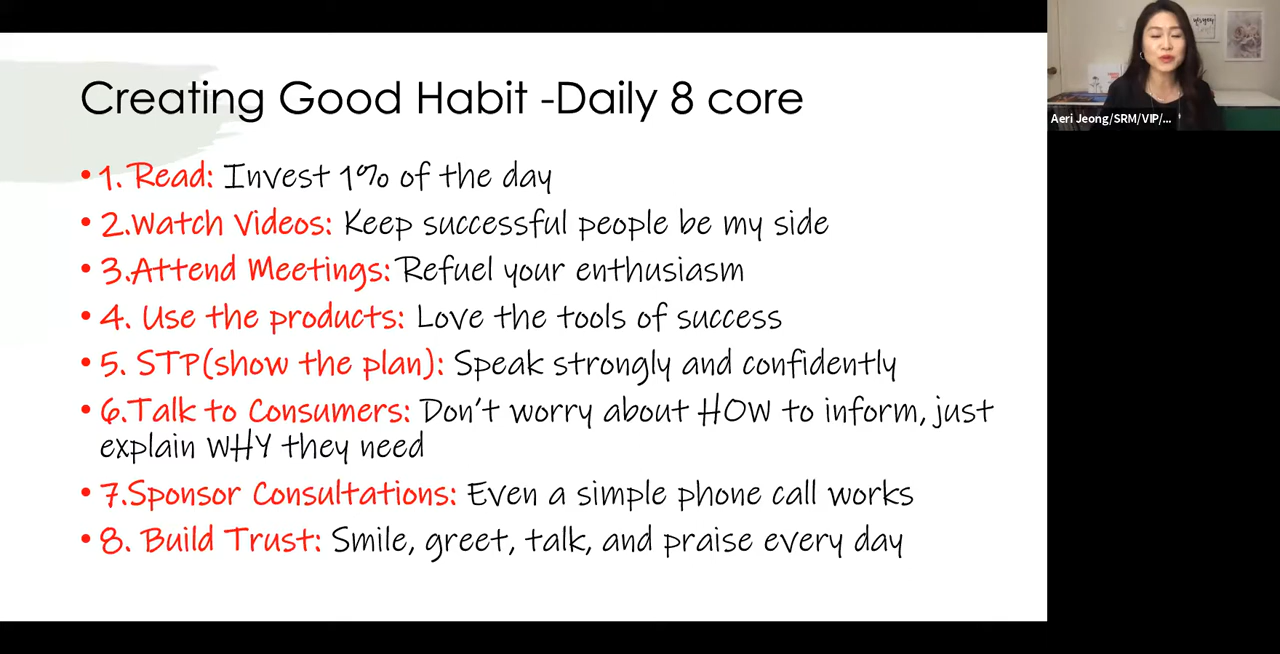 Creating Good Habit -Daily 8 core
• 1. Read: Invest 1% of the day
• 2.Watch Videos: Keep successful people be my side
• 3.Attend Meetings: Refuel your enthusiasm
• 4. Use the products: Love the tools of success
• 5. STP(show the plan): Speak strongly and confidently
• 6.Talk to Consumers: Don't worry about HOW to inform, just
explain WHY they need
• 7.Sponsor Consultations: Even a simple phone call works
• 8. Build Trust: Smile, greet, talk, and praise every day
Aeri Jeong/SRM/VIP/...